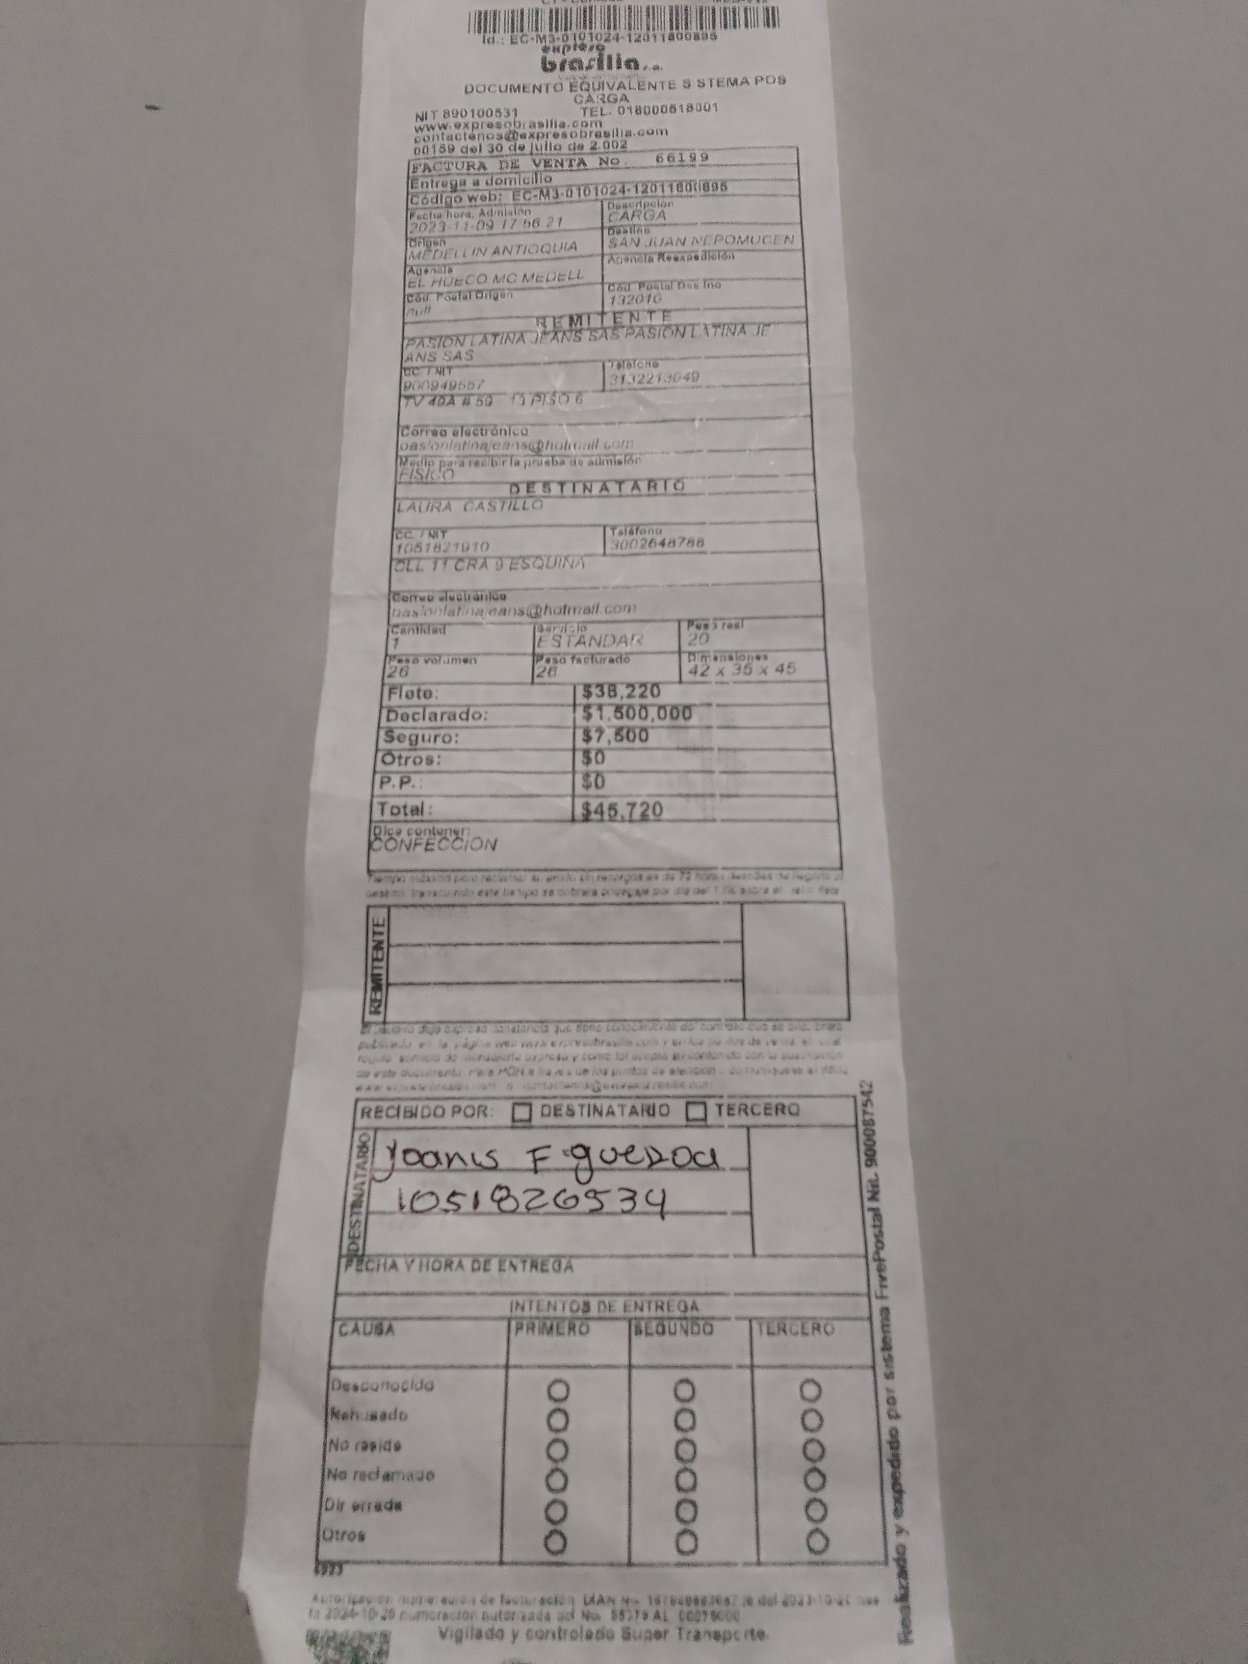 Id.: EC-M3-0101024-12011800895
expreso
brasilia s.a.
DOCUMENTO EQUIVALENTE SISTEMA POS
CARGA
NIT 890100531 TEL. 018000518001
www.expresobrasilia.com
contactenos@expresobrasilia.com
00159 del 30 de julio de 2.002
FACTURA DE VENTA No. 66199
Entrega a domicilio
Código web: EC-M3-0101024-12011800895
Fecha hora. Admisión Descripción
2023-11-09 17:56:21 CARGA
Origen Destino
MEDELLIN ANTIOQUIA SAN JUAN NEPOMUCEN
Agencia Agencia Reexpedición
EL HUECO MC MEDELL
Cod. Postal Origen Cod. Postal Destino
null 132010
REMITENTE
PASION LATINA JEANS SAS PASION LATINA JE
ANS SAS
CC. / NIT Teléfono
900949557 3132213049
TV 49A # 59 13 PISO 6
Correo electrónico
pasionlatinajeans@hotmail.com
Medio para recibir la prueba de admisión
FISICO
DESTINATARIO
LAURA CASTILLO
CC. / NIT Teléfono
1051821910 3002648788
CLL 11 CRA 9 ESQUINA
Correo electrónico
pasionlatinajeans@hotmail.com
Cantidad Servicio Peso real
1 ESTANDAR 20
Peso volumen Peso facturado Dimensiones
26 26 42 x 35 x 45
Flete: $38,220
Declarado: $1,500,000
Seguro: $7,500
Otros: $0
P.P.: $0
Total: $45,720
Dice contener:
CONFECCION
REMITENTE
RECIBIDO POR: DESTINATARIO TERCERO
DESTINATARIO
Yoanis Figueroa
1051826534
FECHA Y HORA DE ENTREGA
INTENTOS DE ENTREGA
CAUSA PRIMERO SEGUNDO TERCERO
Desconocido
Rehusado
No reside
No reclamado
Dir errada
Otros
Vigilado y controlado Super Transporte.
Realizado y expedido por sistema FivePostal Nit. 900087542